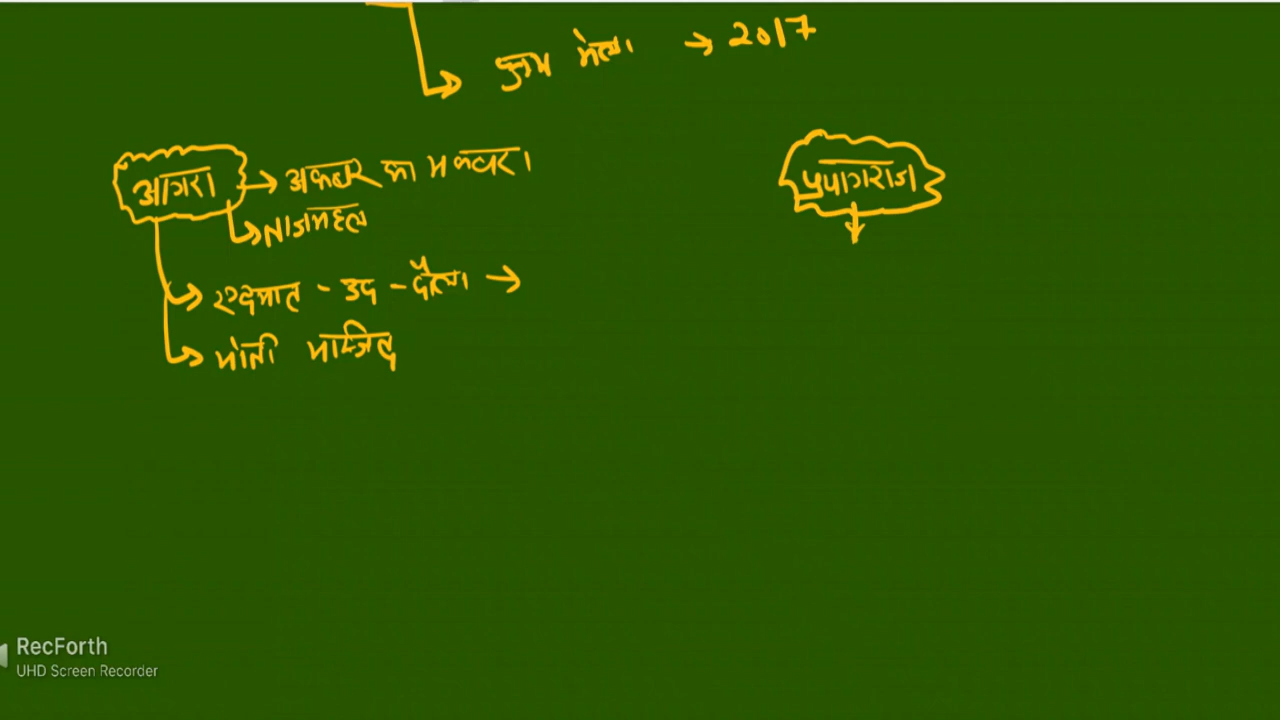 कुम्भ मेला → 2017
आगरा → अकबर का मकबरा
प्रयागराज
→ ताजमहल
→ एत्माद - उद - दौला →
→ मोती मस्जिद
RecForth
UHD Screen Recorder